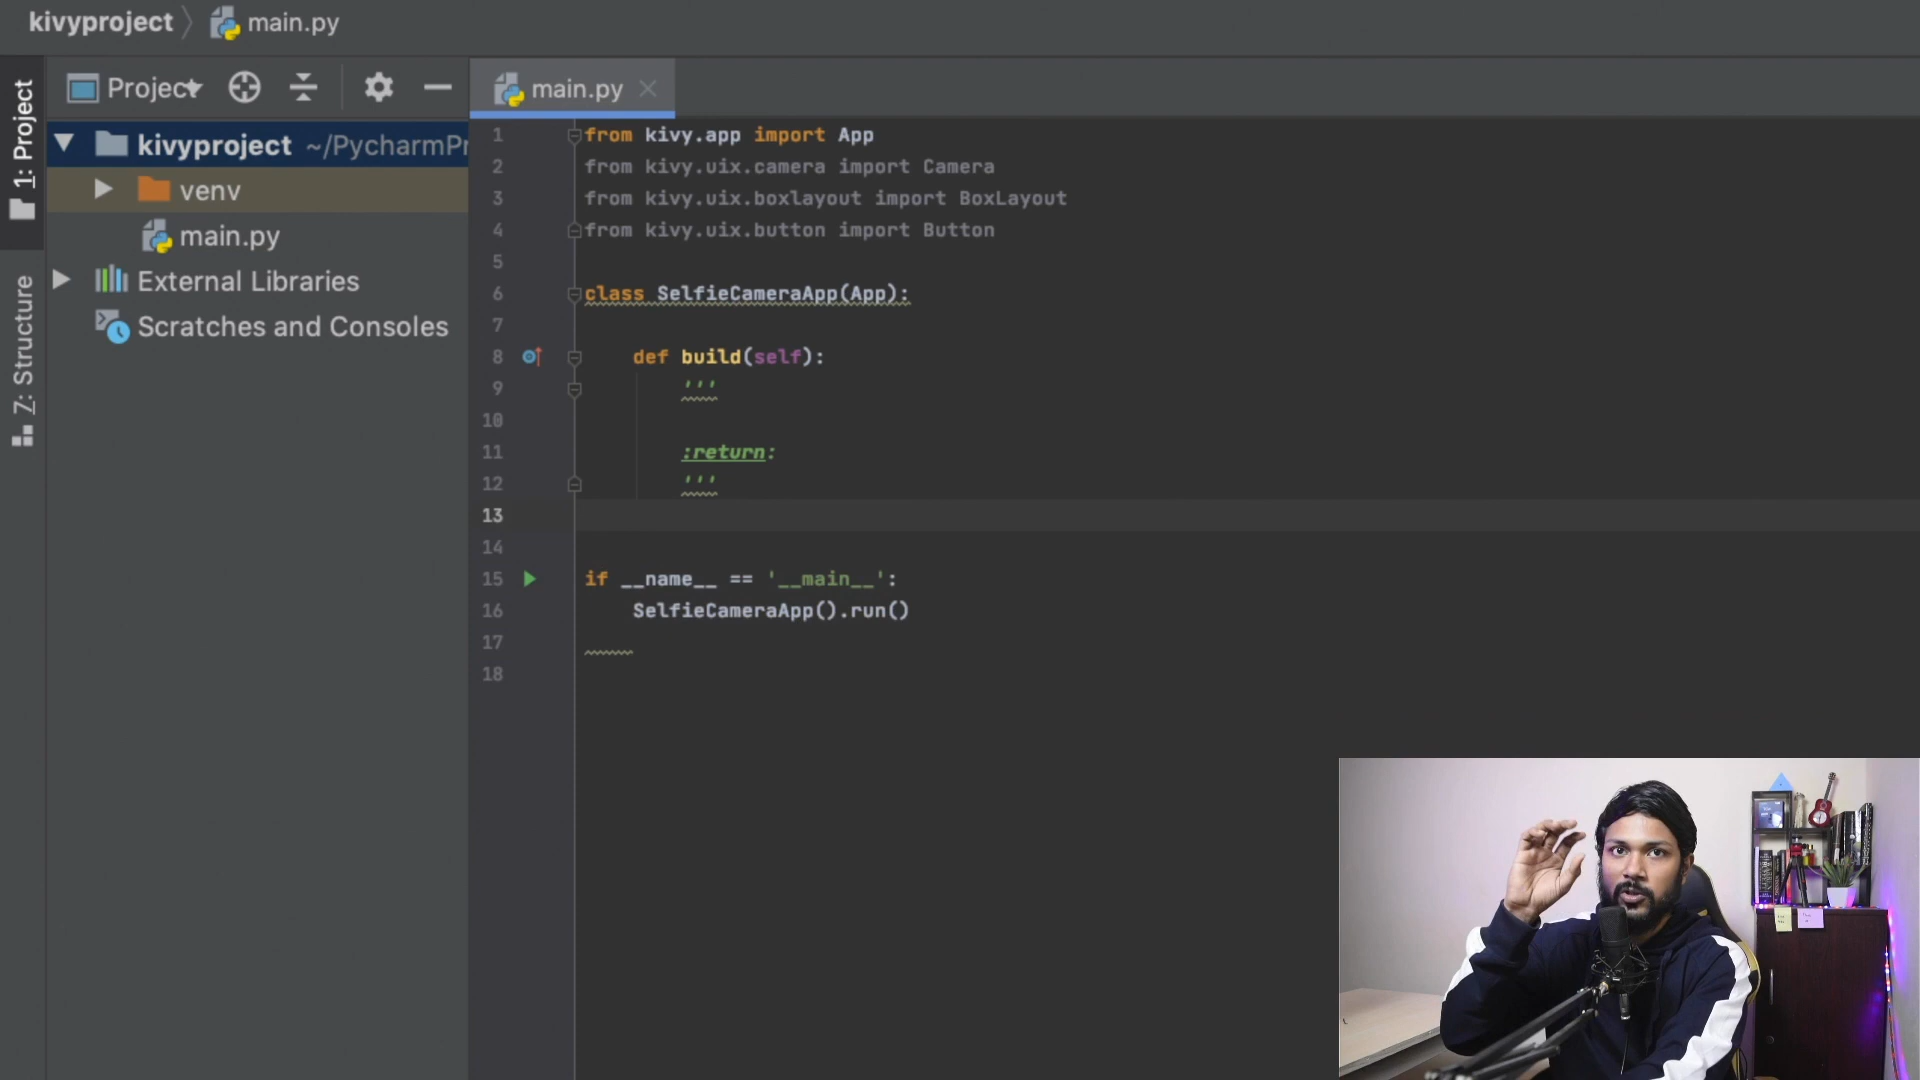 kivyproject
main.py
1: Project
Project
main.py
kivyproject ~/PycharmPr
venv
main.py
External Libraries
Scratches and Consoles
Z: Structure
1 from kivy.app import App
2 from kivy.uix.camera import Camera
3 from kivy.uix.boxlayout import BoxLayout
4 from kivy.uix.button import Button
5
6 class SelfieCameraApp(App):
7
8 def build(self):
9 '''
10
11 :return:
12 '''
13
14
15 if __name__ == '__main__':
16 SelfieCameraApp().run()
17
18